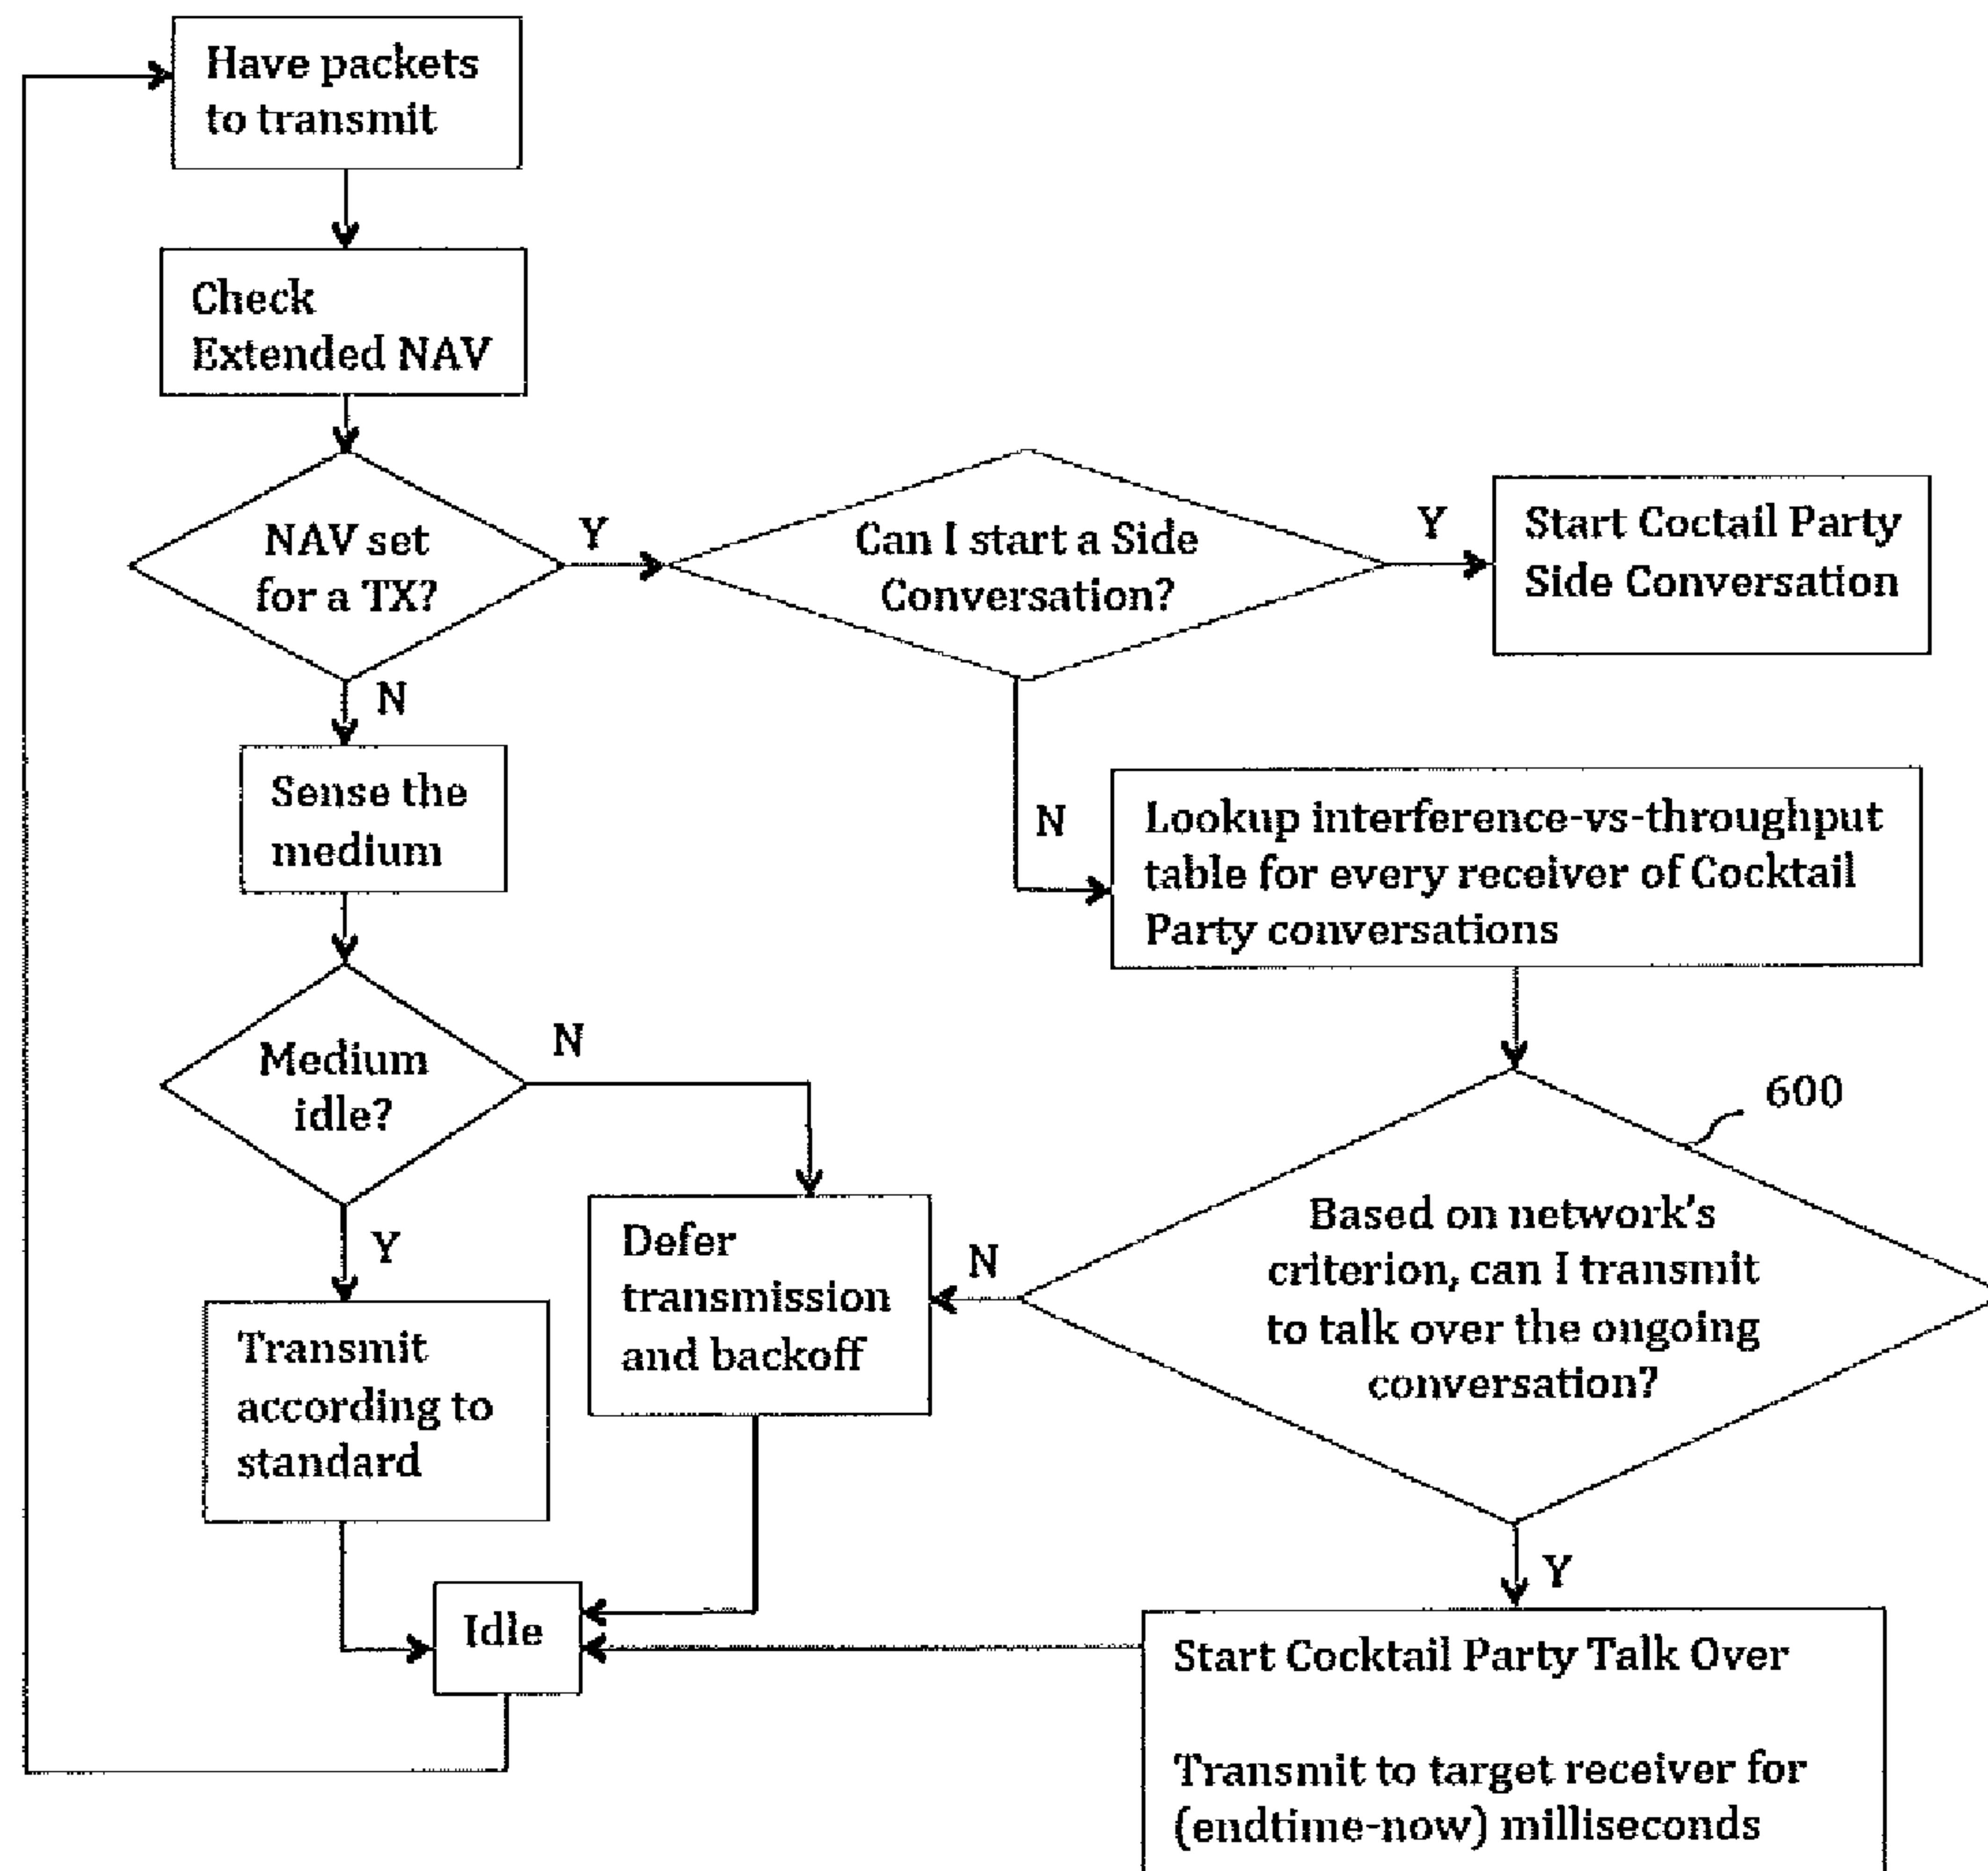 Have packets
to transmit
Check
Extended NAV
NAV set
for a TX?
Y
Can I start a Side
Conversation?
Y
Start Coctail Party
Side Conversation
N
Sense the
medium
N
Lookup interference-vs-throughput
table for every receiver of Cocktail
Party conversations
Medium
idle?
N
600
Y
Defer
transmission
and backoff
N
Based on network's
criterion, can I transmit
to talk over the ongoing
conversation?
Transmit
according to
standard
Y
Idle
Start Cocktail Party Talk Over
Transmit to target receiver for
(endtime-now) milliseconds